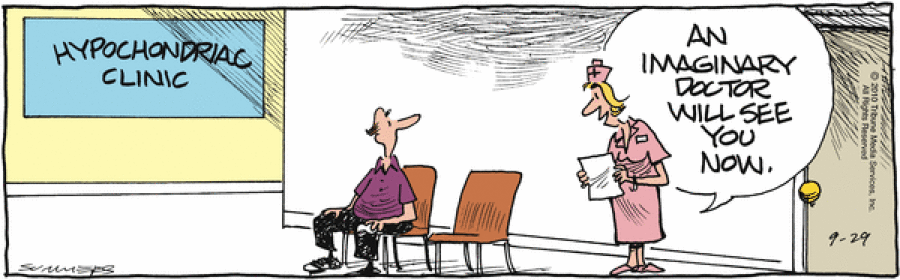 HYPOCHONDRIAC
CLINIC
AN
IMAGINARY
DOCTOR
WILL SEE
YOU
NOW.
© 2010 Tribune Media Services, Inc.
All Rights Reserved
9-29